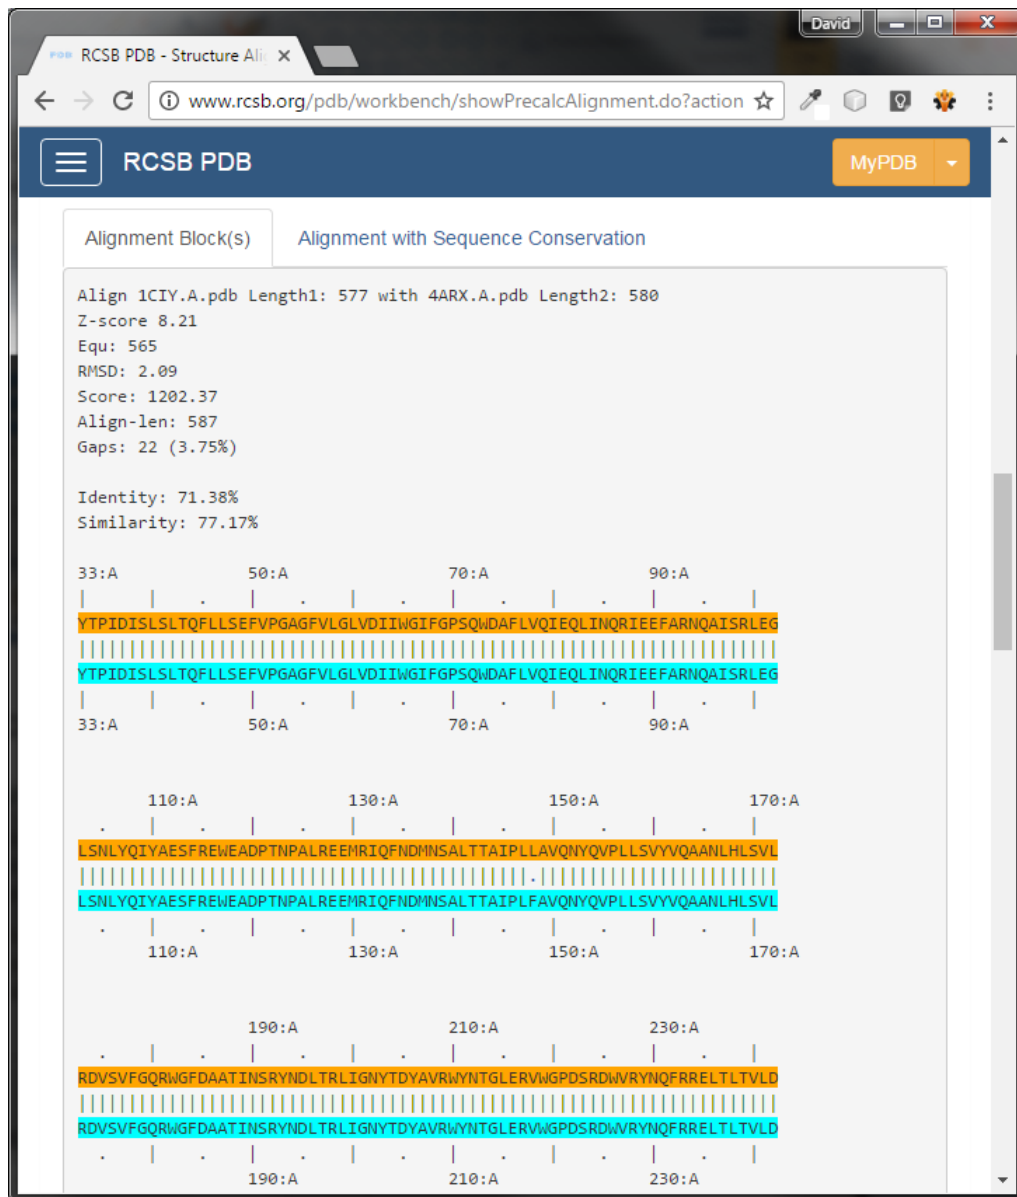 David
PDB RCSB PDB - Structure Ali
www.rcsb.org/pdb/workbench/showPrecalcAlignment.do?action
RCSB PDB
MyPDB
Alignment Block(s) Alignment with Sequence Conservation
Align 1CIY.A.pdb Length1: 577 with 4ARX.A.pdb Length2: 580
Z-score 8.21
Equ: 565
RMSD: 2.09
Score: 1202.37
Align-len: 587
Gaps: 22 (3.75%)
Identity: 71.38%
Similarity: 77.17%
33:A 50:A 70:A 90:A
YTPIDISLSLTQFLLSEFVPGAGFVLGLVDIIWGIFGPSQWDAFLVQIEQLINQRIEEFARNQAISRLEG
YTPIDISLSLTQFLLSEFVPGAGFVLGLVDIIWGIFGPSQWDAFLVQIEQLINQRIEEFARNQAISRLEG
33:A 50:A 70:A 90:A
110:A 130:A 150:A 170:A
LSNLYQIYAESFREWEADPTNPALREEMRIQFNDMNSALTTAIPLLAVQNYQVPLLSVYVQAANLHLSVL
LSNLYQIYAESFREWEADPTNPALREEMRIQFNDMNSALTTAIPLFAVQNYQVPLLSVYVQAANLHLSVL
110:A 130:A 150:A 170:A
190:A 210:A 230:A
RDVSVFGQRWGFDAATINSRYNDLTRLIGNYTDYAVRWYNTGLERVWGPDSRDWVRYNQFRRELTLTVLD
RDVSVFGQRWGFDAATINSRYNDLTRLIGNYTDYAVRWYNTGLERVWGPDSRDWVRYNQFRRELTLTVLD
190:A 210:A 230:A